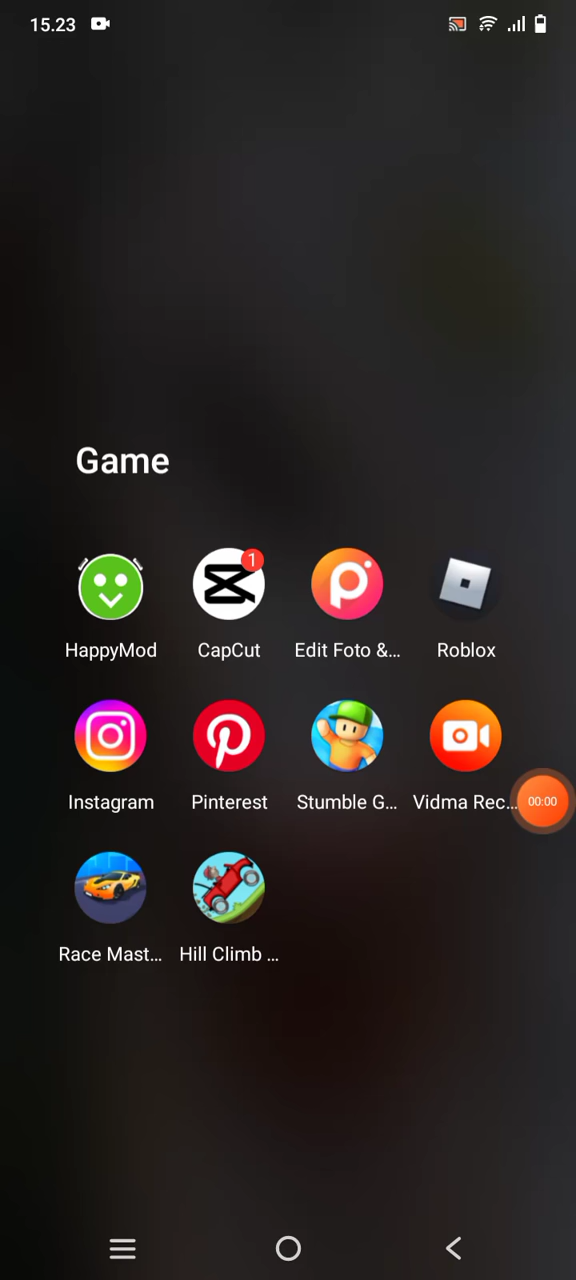 15.23
Game
1
HappyMod CapCut Edit Foto &... Roblox
Instagram Pinterest Stumble G... Vidma Rec...
00:00
Race Mast... Hill Climb ...